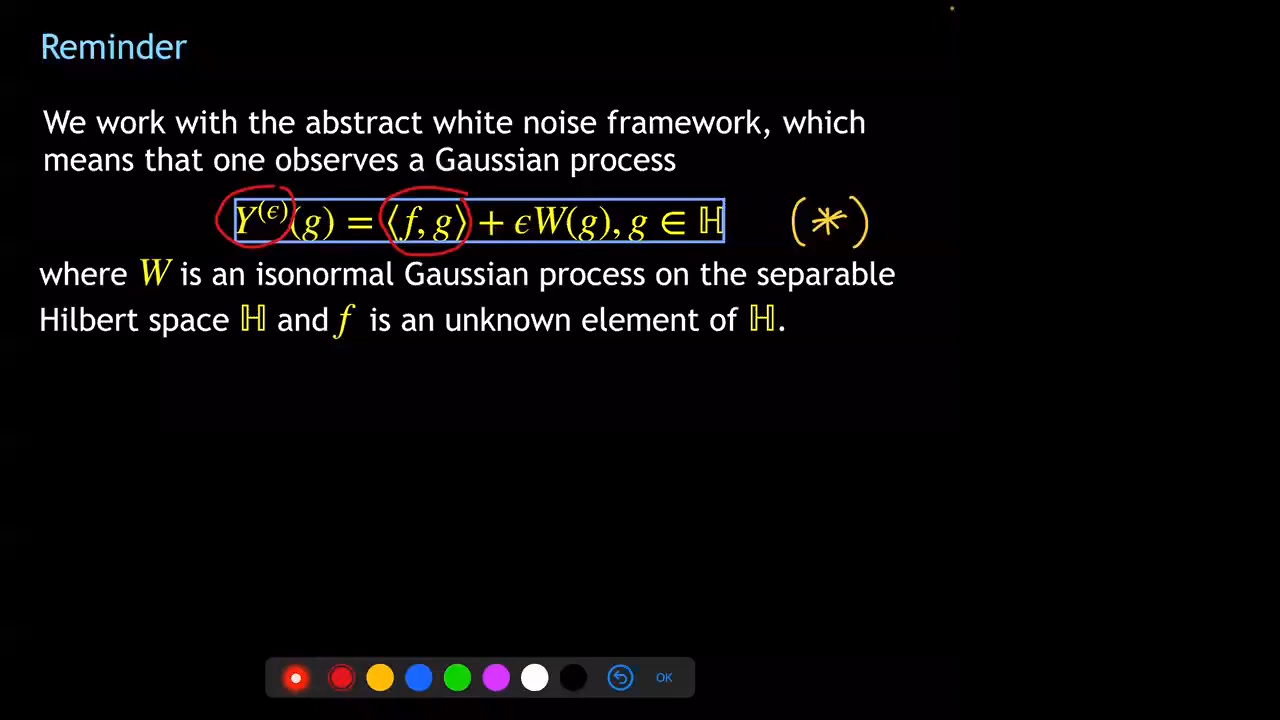 Reminder
We work with the abstract white noise framework, which
means that one observes a Gaussian process
Y^(ϵ)(g) = ⟨f, g⟩ + ϵW(g), g ∈ ℍ (*)
where W is an isonormal Gaussian process on the separable
Hilbert space ℍ and f is an unknown element of ℍ.
OK